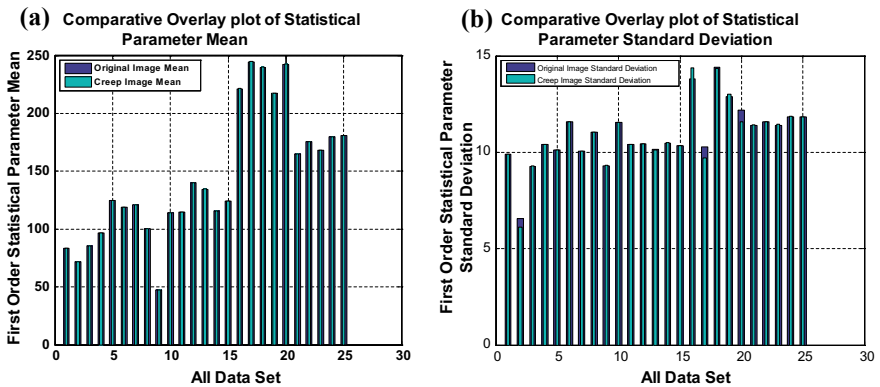 (a) Comparative Overlay plot of Statistical
Parameter Mean
First Order Statistical Parameter Mean
250
200
150
100
50
0
Original Image Mean
Creep Image Mean
0 5 10 15 20 25 30
All Data Set
(b) Comparative Overlay plot of Statistical
Parameter Standard Deviation
First Order Statistical Parameter
Standard Deviation
15
10
5
0
Original Image Standard Deviation
Creep Image Standard Deviation
0 5 10 15 20 25 30
All Data Set